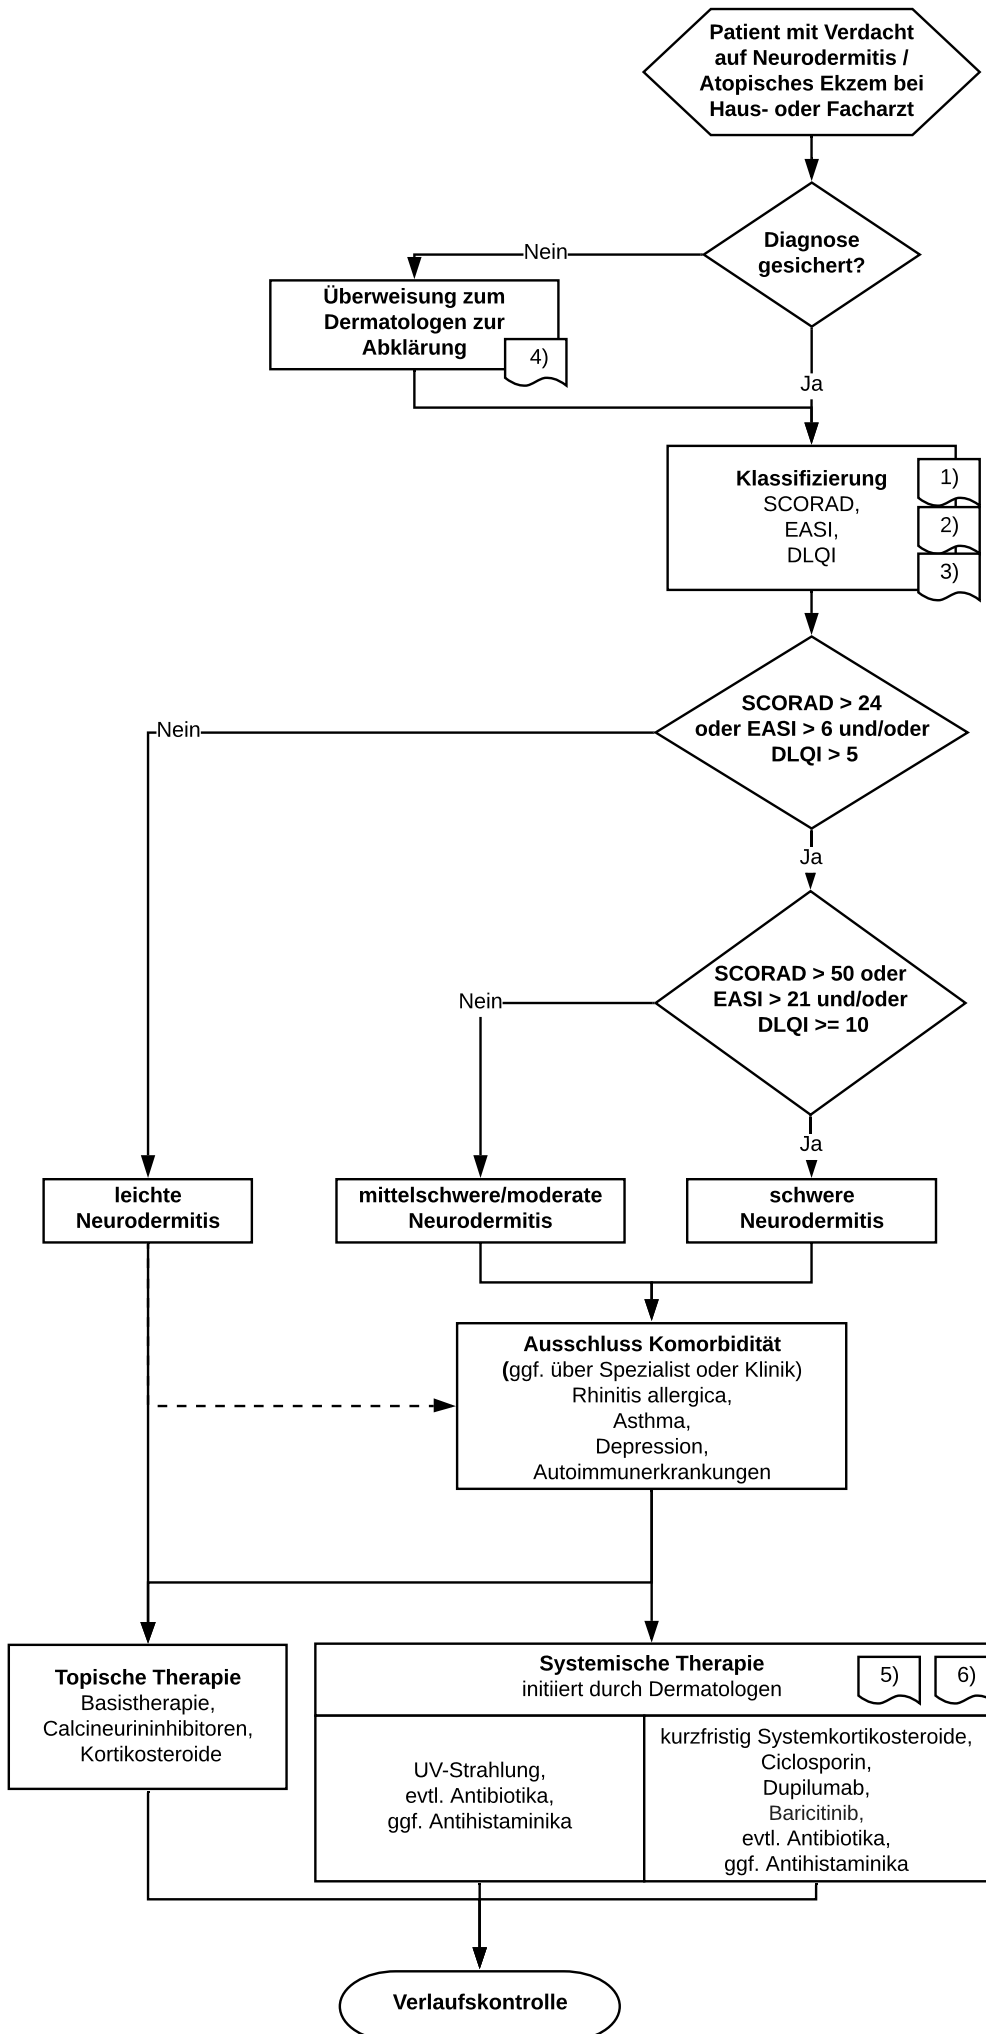 Patient mit Verdacht
auf Neurodermitis /
Atopisches Ekzem bei
Haus- oder Facharzt
Diagnose
gesichert?
Nein
Überweisung zum
Dermatologen zur
Abklärung
4)
Ja
Klassifizierung
SCORAD,
EASI,
DLQI
1)
2)
3)
SCORAD > 24
oder EASI > 6 und/oder
DLQI > 5
Nein
Ja
SCORAD > 50 oder
EASI > 21 und/oder
DLQI >= 10
Nein
Ja
leichte
Neurodermitis
mittelschwere/moderate
Neurodermitis
schwere
Neurodermitis
Ausschluss Komorbidität
(ggf. über Spezialist oder Klinik)
Rhinitis allergica,
Asthma,
Depression,
Autoimmunerkrankungen
Topische Therapie
Basistherapie,
Calcineurininhibitoren,
Kortikosteroide
Systemische Therapie
initiiert durch Dermatologen
5)
6)
UV-Strahlung,
evtl. Antibiotika,
ggf. Antihistaminika
kurzfristig Systemkortikosteroide,
Ciclosporin,
Dupilumab,
Baricitinib,
evtl. Antibiotika,
ggf. Antihistaminika
Verlaufskontrolle